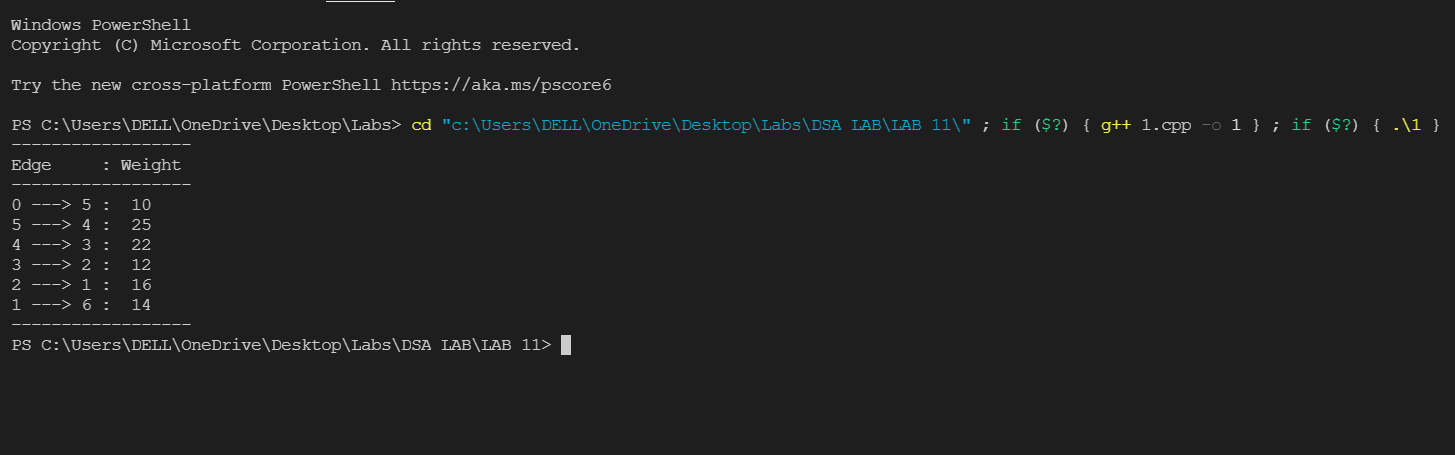 Windows PowerShell
Copyright (C) Microsoft Corporation. All rights reserved.
Try the new cross-platform PowerShell https://aka.ms/pscore6
PS C:\Users\DELL\OneDrive\Desktop\Labs> cd "c:\Users\DELL\OneDrive\Desktop\Labs\DSA LAB\LAB 11\" ; if ($?) { g++ 1.cpp -o 1 } ; if ($?) { .\1 }
------------------
Edge     : Weight
------------------
0 ---> 5 :  10
5 ---> 4 :  25
4 ---> 3 :  22
3 ---> 2 :  12
2 ---> 1 :  16
1 ---> 6 :  14
------------------
PS C:\Users\DELL\OneDrive\Desktop\Labs\DSA LAB\LAB 11>